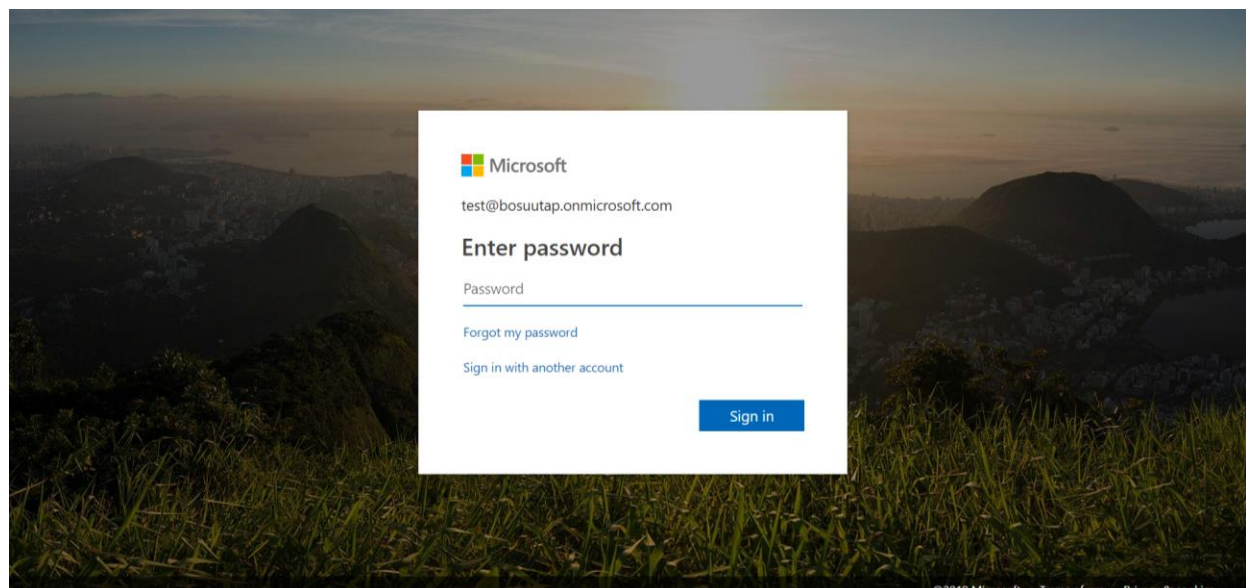 Microsoft
test@bosuutap.onmicrosoft.com
Enter password
Password
Forgot my password
Sign in with another account
Sign in